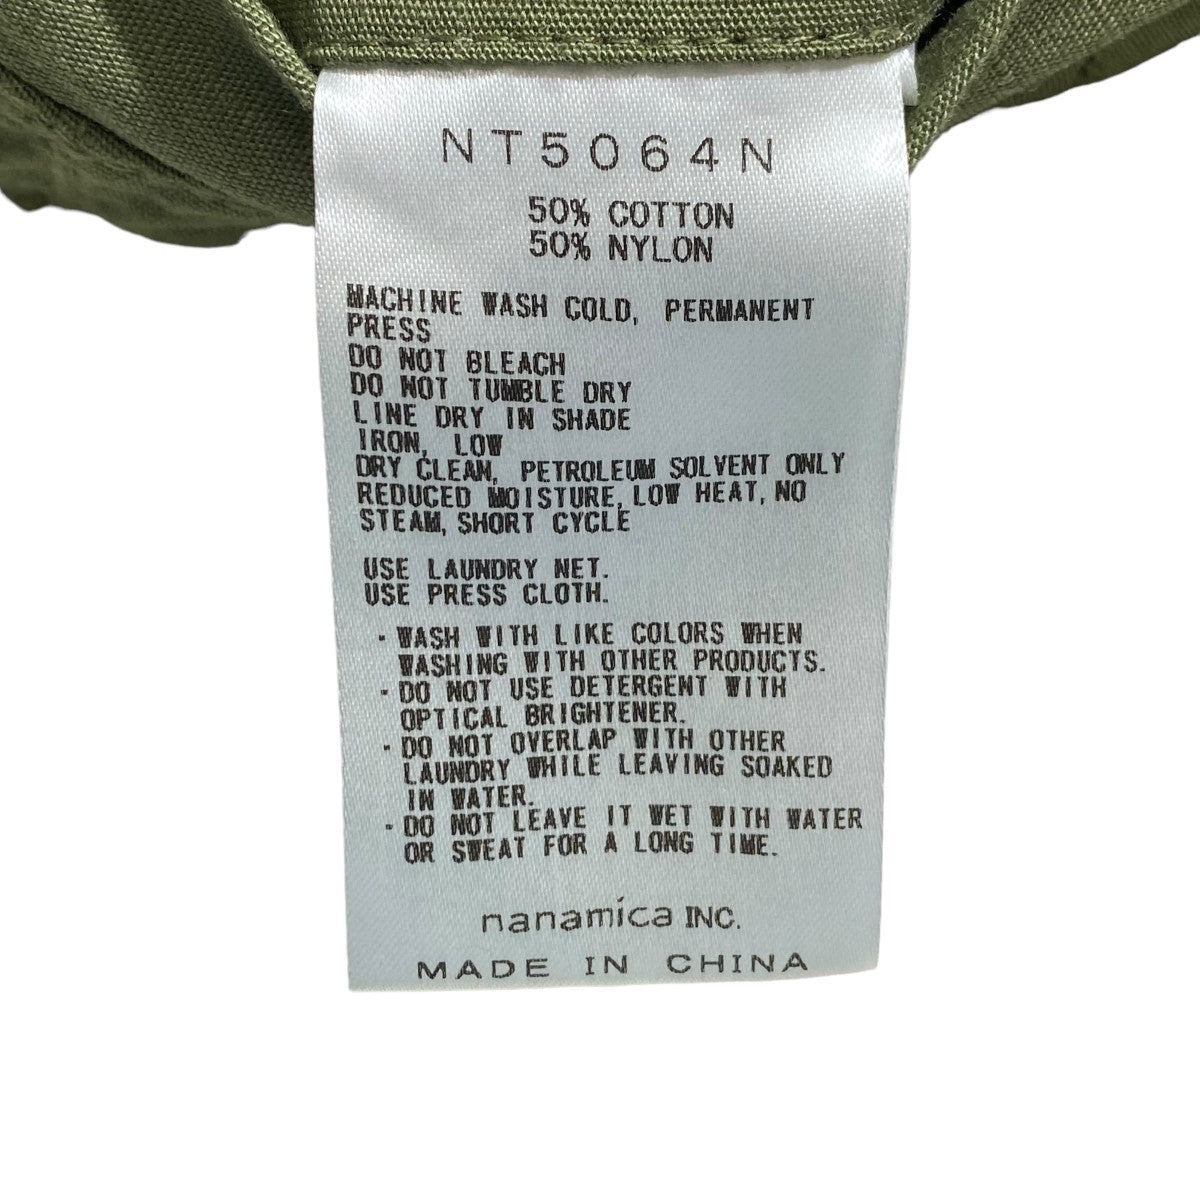 NT5064N
50% COTTON
50% NYLON
MACHINE WASH COLD, PERMANENT
PRESS
DO NOT BLEACH
DO NOT TUMBLE DRY
LINE DRY IN SHADE
IRON, LOW
DRY CLEAN, PETROLEUM SOLVENT ONLY
REDUCED MOISTURE, LOW HEAT, NO
STEAM, SHORT CYCLE
USE LAUNDRY NET.
USE PRESS CLOTH.
・WASH WITH LIKE COLORS WHEN
WASHING WITH OTHER PRODUCTS.
・DO NOT USE DETERGENT WITH
OPTICAL BRIGHTENER.
・DO NOT OVERLAP WITH OTHER
LAUNDRY WHILE LEAVING SOAKED
IN WATER.
・DO NOT LEAVE IT WET WITH WATER
OR SWEAT FOR A LONG TIME.
nanamica INC.
MADE IN CHINA